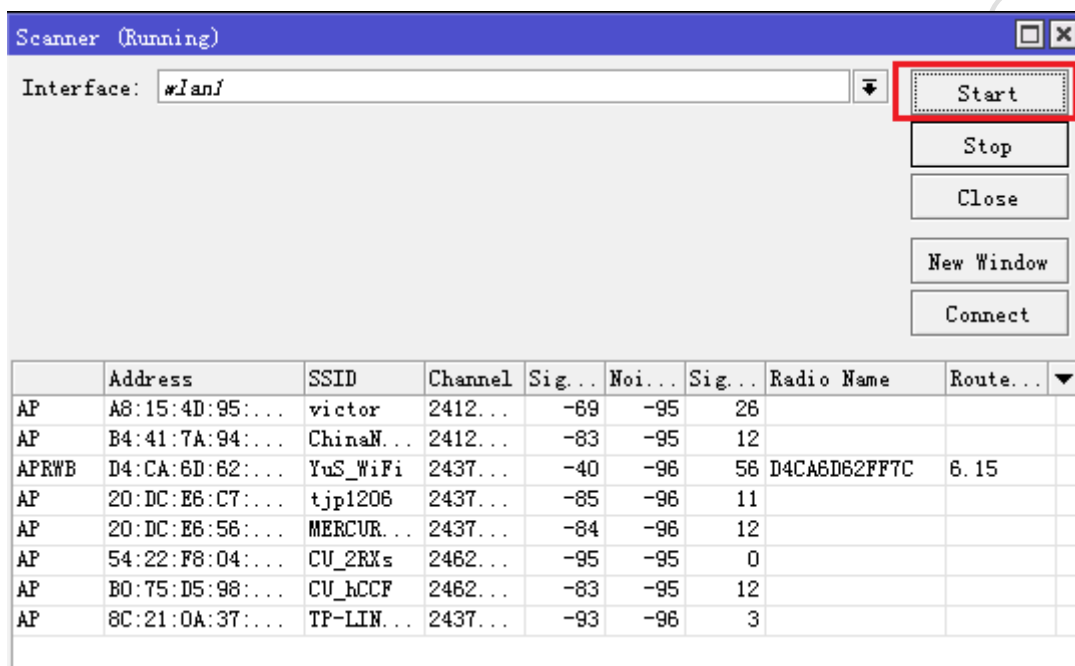 Scanner (Running)
Interface: wlan1
Start
Stop
Close
New Window
Connect
Address SSID Channel Sig... Noi... Sig... Radio Name Route...
AP A8:15:4D:95:... victor 2412... -69 -95 26
AP B4:41:7A:94:... ChinaN... 2412... -83 -95 12
APRWB D4:CA:6D:62:... YuS_WiFi 2437... -40 -96 56 D4CA6D62FF7C 6.15
AP 20:DC:E6:C7:... tjp1206 2437... -85 -96 11
AP 20:DC:E6:56:... MERCUR... 2437... -84 -96 12
AP 54:22:F8:04:... CU_2RXs 2462... -95 -95 0
AP B0:75:D5:98:... CU_hCCF 2462... -83 -95 12
AP 8C:21:0A:37:... TP-LIN... 2437... -93 -96 3